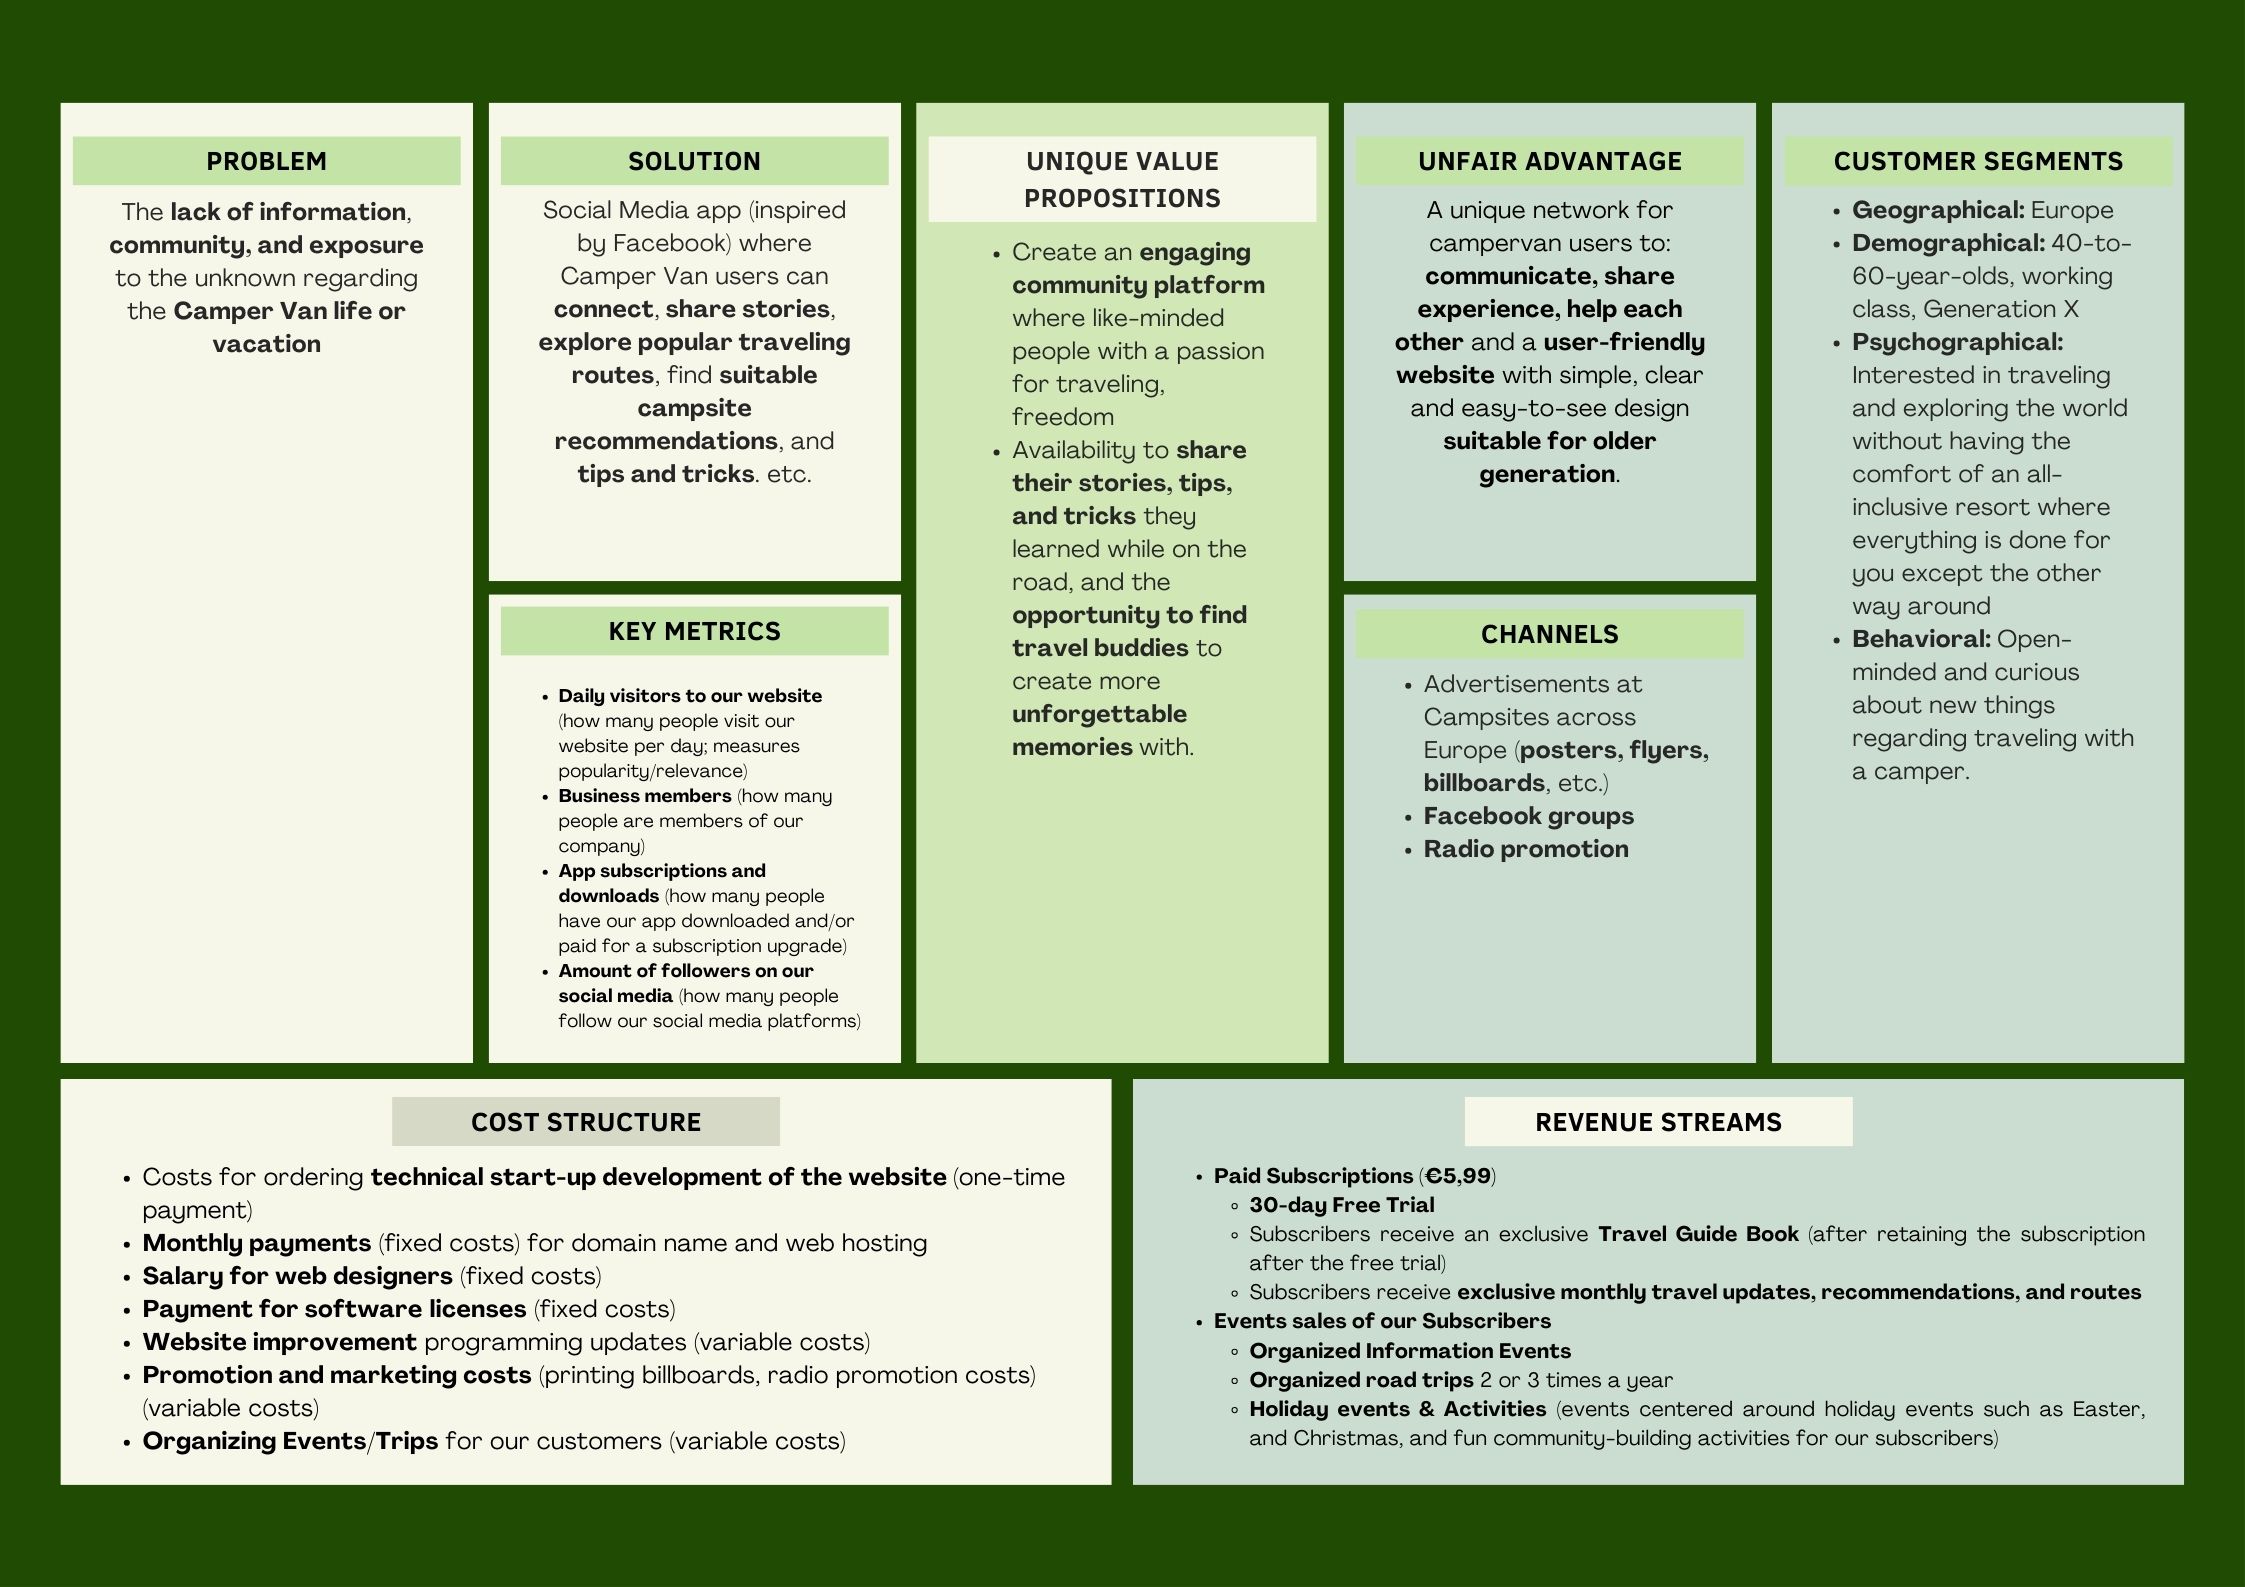 PROBLEM
The lack of information,
community, and exposure
to the unknown regarding
the Camper Van life or
vacation
SOLUTION
Social Media app (inspired
by Facebook) where
Camper Van users can
connect, share stories,
explore popular traveling
routes, find suitable
campsite
recommendations, and
tips and tricks. etc.
KEY METRICS
• Daily visitors to our website
(how many people visit our
website per day; measures
popularity/relevance)
• Business members (how many
people are members of our
company)
• App subscriptions and
downloads (how many people
have our app downloaded and/or
paid for a subscription upgrade)
• Amount of followers on our
social media (how many people
follow our social media platforms)
UNIQUE VALUE
PROPOSITIONS
• Create an engaging
community platform
where like-minded
people with a passion
for traveling,
freedom
• Availability to share
their stories, tips,
and tricks they
learned while on the
road, and the
opportunity to find
travel buddies to
create more
unforgettable
memories with.
UNFAIR ADVANTAGE
A unique network for
campervan users to:
communicate, share
experience, help each
other and a user-friendly
website with simple, clear
and easy-to-see design
suitable for older
generation.
CHANNELS
• Advertisements at
Campsites across
Europe (posters, flyers,
billboards, etc.)
• Facebook groups
• Radio promotion
CUSTOMER SEGMENTS
• Geographical: Europe
• Demographical: 40-to-
60-year-olds, working
class, Generation X
• Psychographical:
Interested in traveling
and exploring the world
without having the
comfort of an all-
inclusive resort where
everything is done for
you except the other
way around
• Behavioral: Open-
minded and curious
about new things
regarding traveling with
a camper.
COST STRUCTURE
• Costs for ordering technical start-up development of the website (one-time
payment)
• Monthly payments (fixed costs) for domain name and web hosting
• Salary for web designers (fixed costs)
• Payment for software licenses (fixed costs)
• Website improvement programming updates (variable costs)
• Promotion and marketing costs (printing billboards, radio promotion costs)
(variable costs)
• Organizing Events/Trips for our customers (variable costs)
REVENUE STREAMS
• Paid Subscriptions (€5,99)
◦ 30-day Free Trial
◦ Subscribers receive an exclusive Travel Guide Book (after retaining the subscription
after the free trial)
◦ Subscribers receive exclusive monthly travel updates, recommendations, and routes
• Events sales of our Subscribers
◦ Organized Information Events
◦ Organized road trips 2 or 3 times a year
◦ Holiday events & Activities (events centered around holiday events such as Easter,
and Christmas, and fun community-building activities for our subscribers)